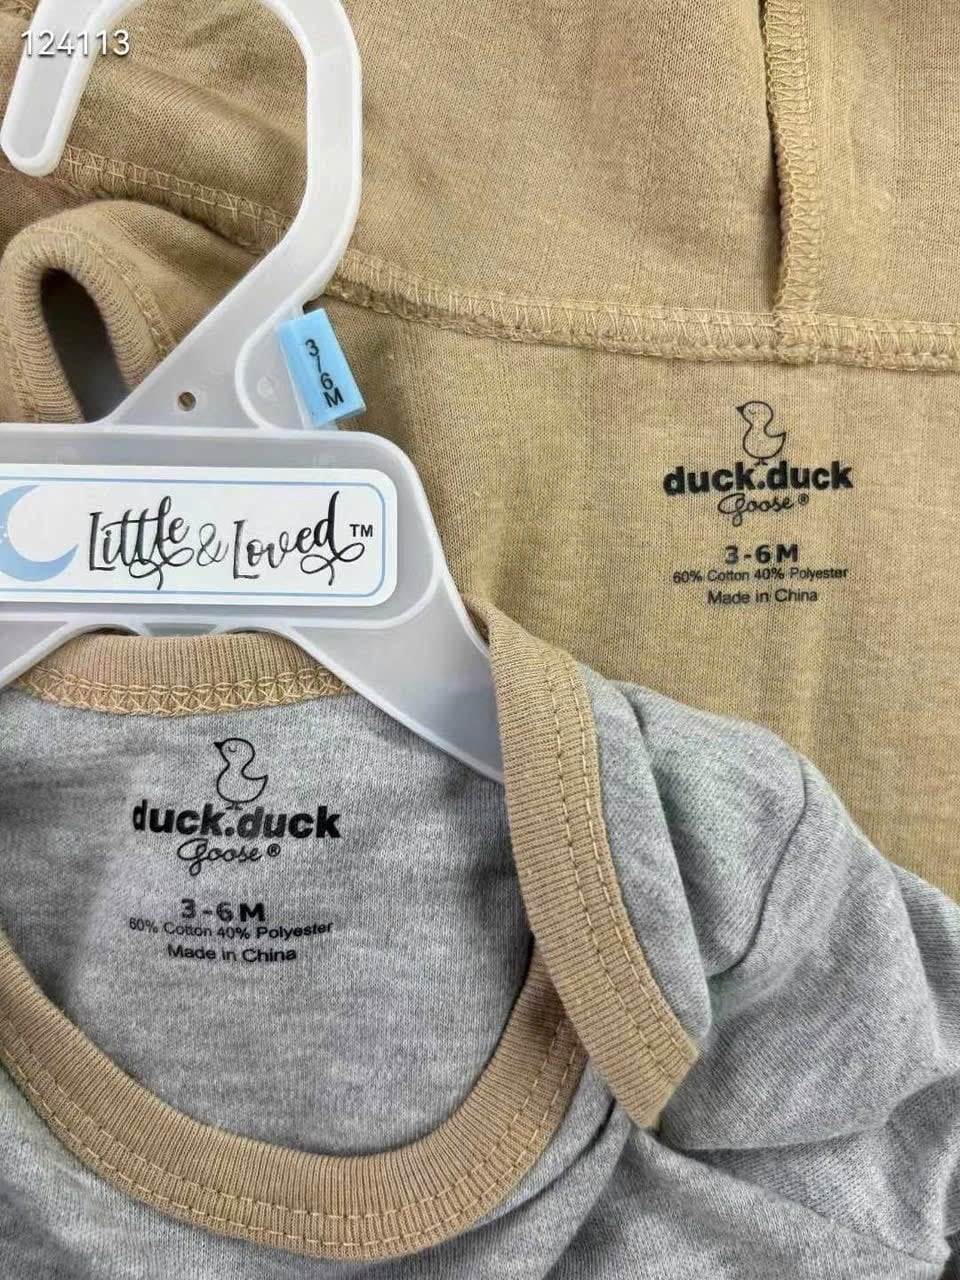 124113
3/6M
duck.duck
Goose®
3-6M
60% Cotton 40% Polyester
Made in China
Little & Loved™
duck.duck
Goose®
3-6M
60% Cotton 40% Polyester
Made in China